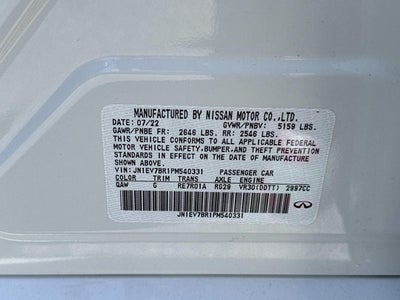 MANUFACTURED BY NISSAN MOTOR CO.,LTD.
DATE: 07/22 GVWR/PNBV: 5159 LBS.
GAWR/PNBE FR: 2646 LBS. RR: 2546 LBS.
THIS VEHICLE CONFORMS TO ALL APPLICABLE FEDERAL
MOTOR VEHICLE SAFETY, BUMPER, AND THEFT PREVENTION
STANDARDS IN EFFECT ON THE DATE OF MANUFACTURE
SHOWN ABOVE.
VIN: JN1EV7BR1PM540331 PASSENGER CAR
COLOR TRIM TRANS AXLE ENGINE
QAW G RE7R01A R029 VR30(DDTT) 2997CC
JN1EV7BR1PM540331